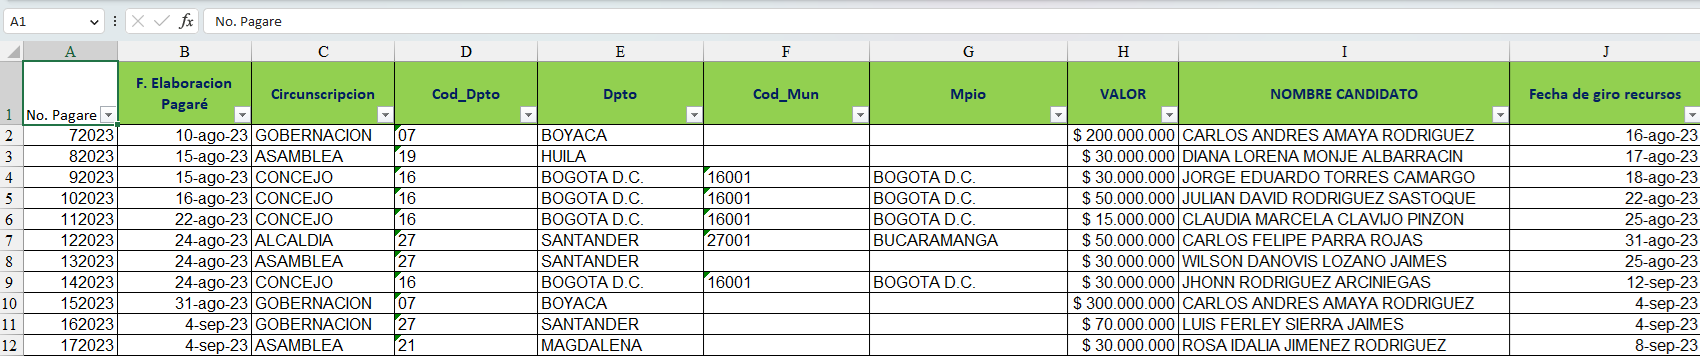 A1 fx No. Pagare
A B C D E F G H I J
1 No. Pagare F. Elaboracion Pagaré Circunscripcion Cod_Dpto Dpto Cod_Mun Mpio VALOR NOMBRE CANDIDATO Fecha de giro recursos
2 72023 10-ago-23 GOBERNACION 07 BOYACA $ 200.000.000 CARLOS ANDRES AMAYA RODRIGUEZ 16-ago-23
3 82023 15-ago-23 ASAMBLEA 19 HUILA $ 30.000.000 DIANA LORENA MONJE ALBARRACIN 17-ago-23
4 92023 15-ago-23 CONCEJO 16 BOGOTA D.C. 16001 BOGOTA D.C. $ 30.000.000 JORGE EDUARDO TORRES CAMARGO 18-ago-23
5 102023 16-ago-23 CONCEJO 16 BOGOTA D.C. 16001 BOGOTA D.C. $ 50.000.000 JULIAN DAVID RODRIGUEZ SASTOQUE 22-ago-23
6 112023 22-ago-23 CONCEJO 16 BOGOTA D.C. 16001 BOGOTA D.C. $ 15.000.000 CLAUDIA MARCELA CLAVIJO PINZON 25-ago-23
7 122023 24-ago-23 ALCALDIA 27 SANTANDER 27001 BUCARAMANGA $ 50.000.000 CARLOS FELIPE PARRA ROJAS 31-ago-23
8 132023 24-ago-23 ASAMBLEA 27 SANTANDER $ 30.000.000 WILSON DANOVIS LOZANO JAIMES 25-ago-23
9 142023 24-ago-23 CONCEJO 16 BOGOTA D.C. 16001 BOGOTA D.C. $ 30.000.000 JHONN RODRIGUEZ ARCINIEGAS 12-sep-23
10 152023 31-ago-23 GOBERNACION 07 BOYACA $ 300.000.000 CARLOS ANDRES AMAYA RODRIGUEZ 4-sep-23
11 162023 4-sep-23 GOBERNACION 27 SANTANDER $ 70.000.000 LUIS FERLEY SIERRA JAIMES 4-sep-23
12 172023 4-sep-23 ASAMBLEA 21 MAGDALENA $ 30.000.000 ROSA IDALIA JIMENEZ RODRIGUEZ 8-sep-23